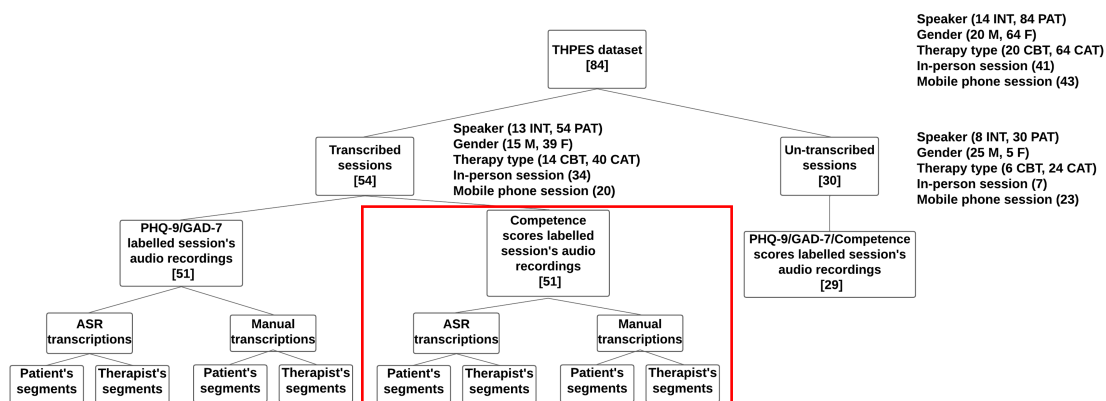 THPES dataset
[84]
Speaker (14 INT, 84 PAT)
Gender (20 M, 64 F)
Therapy type (20 CBT, 64 CAT)
In-person session (41)
Mobile phone session (43)
Transcribed
sessions
[54]
Speaker (13 INT, 54 PAT)
Gender (15 M, 39 F)
Therapy type (14 CBT, 40 CAT)
In-person session (34)
Mobile phone session (20)
Un-transcribed
sessions
[30]
Speaker (8 INT, 30 PAT)
Gender (25 M, 5 F)
Therapy type (6 CBT, 24 CAT)
In-person session (7)
Mobile phone session (23)
PHQ-9/GAD-7
labelled session's
audio recordings
[51]
Competence
scores labelled
session's audio
recordings
[51]
PHQ-9/GAD-7/Competence
scores labelled session's
audio recordings
[29]
ASR
transcriptions
Manual
transcriptions
ASR
transcriptions
Manual
transcriptions
Patient's
segments
Therapist's
segments
Patient's
segments
Therapist's
segments
Patient's
segments
Therapist's
segments
Patient's
segments
Therapist's
segments